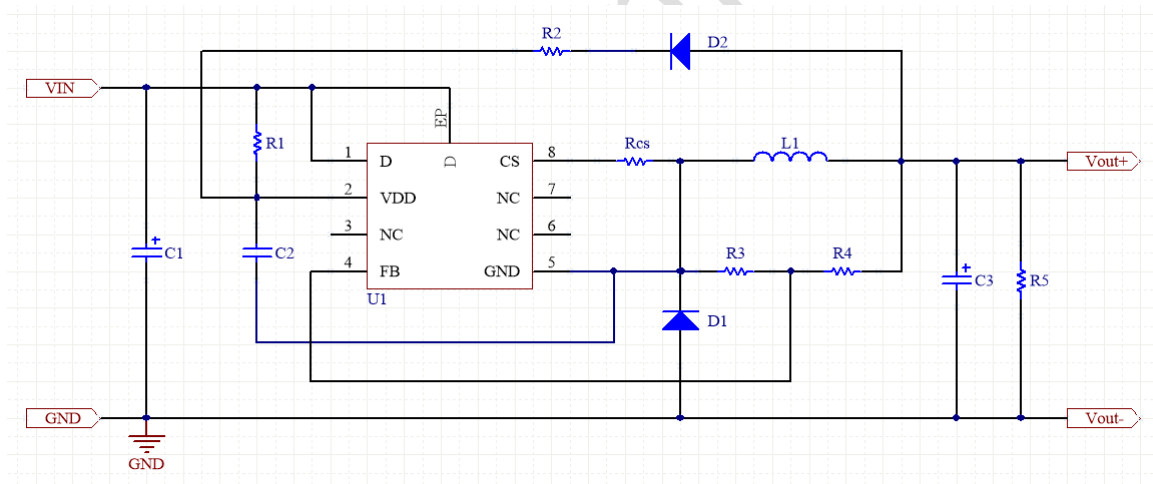 R2
D2
VIN
EP
R1
Rcs
L1
1 D D CS 8
Vout+
2 VDD NC 7
3 NC NC 6
C1
C2
R3
R4
4 FB GND 5
C3
R5
U1
D1
GND
Vout-
GND